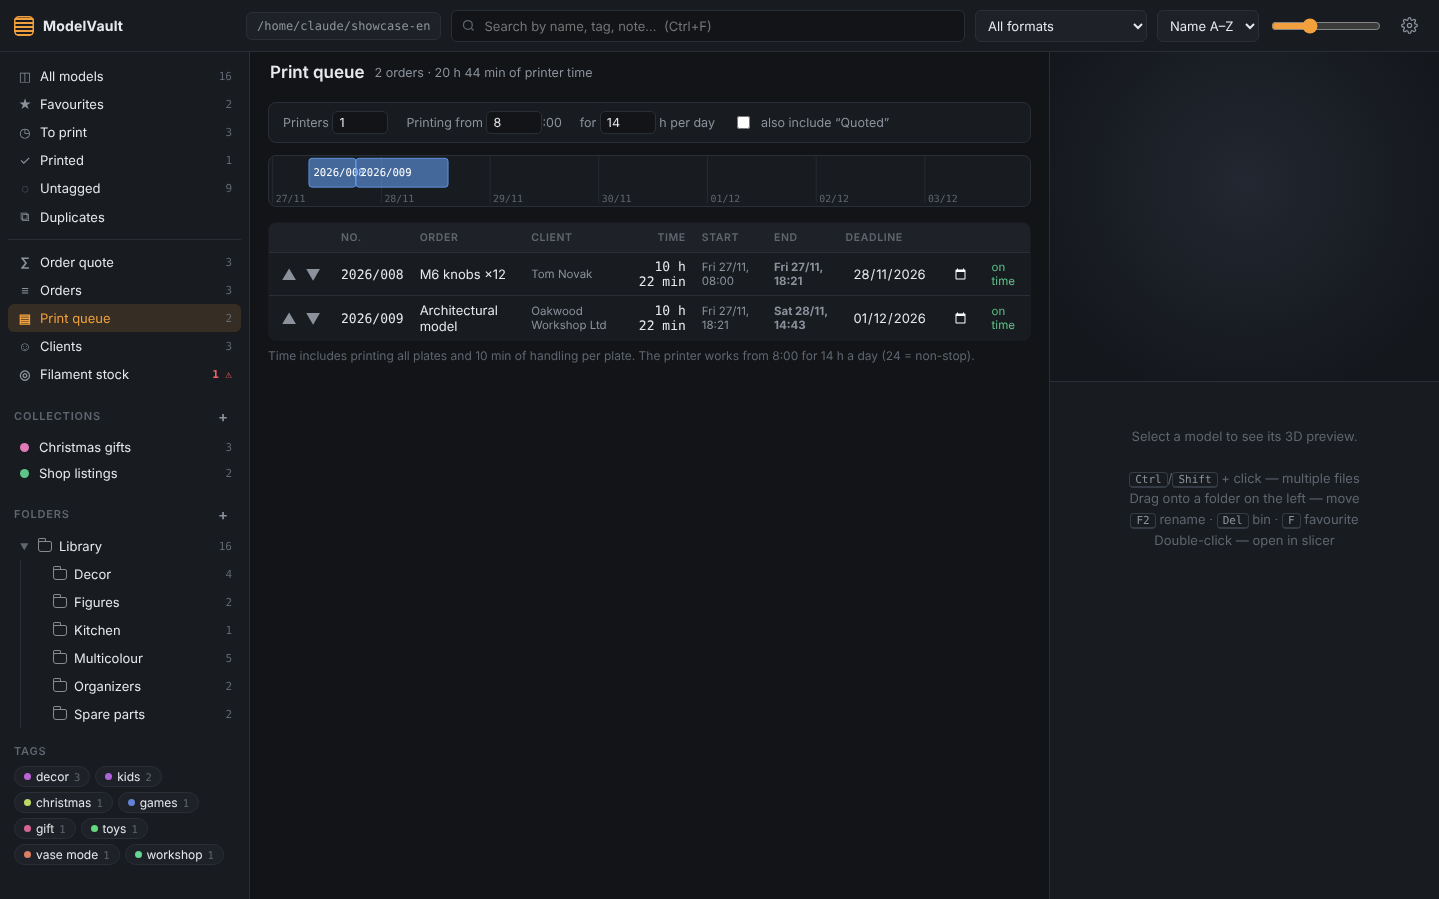 ModelVault
/home/claude/showcase-en
Search by name, tag, note... (Ctrl+F)
All formats
Name A–Z
All models 16
Favourites 2
To print 3
Printed 1
Untagged 9
Duplicates
Order quote 3
Orders 3
Print queue 2
Clients 3
Filament stock 1 ⚠
COLLECTIONS +
Christmas gifts 3
Shop listings 2
FOLDERS +
Library 16
Decor 4
Figures 2
Kitchen 1
Multicolour 5
Organizers 2
Spare parts 2
TAGS
decor 3 kids 2
christmas 1 games 1
gift 1 toys 1
vase mode 1 workshop 1
Print queue 2 orders · 20 h 44 min of printer time
Printers 1 Printing from 8 :00 for 14 h per day also include "Quoted"
2026/00 2026/009
27/11 28/11 29/11 30/11 01/12 02/12 03/12
NO. ORDER CLIENT TIME START END DEADLINE
2026/008 M6 knobs ×12 Tom Novak 10 h 22 min Fri 27/11, 08:00 Fri 27/11, 18:21 28/11/2026 on time
2026/009 Architectural model Oakwood Workshop Ltd 10 h 22 min Fri 27/11, 18:21 Sat 28/11, 14:43 01/12/2026 on time
Time includes printing all plates and 10 min of handling per plate. The printer works from 8:00 for 14 h a day (24 = non-stop).
Select a model to see its 3D preview.
Ctrl/Shift + click — multiple files
Drag onto a folder on the left — move
F2 rename · Del bin · F favourite
Double-click — open in slicer